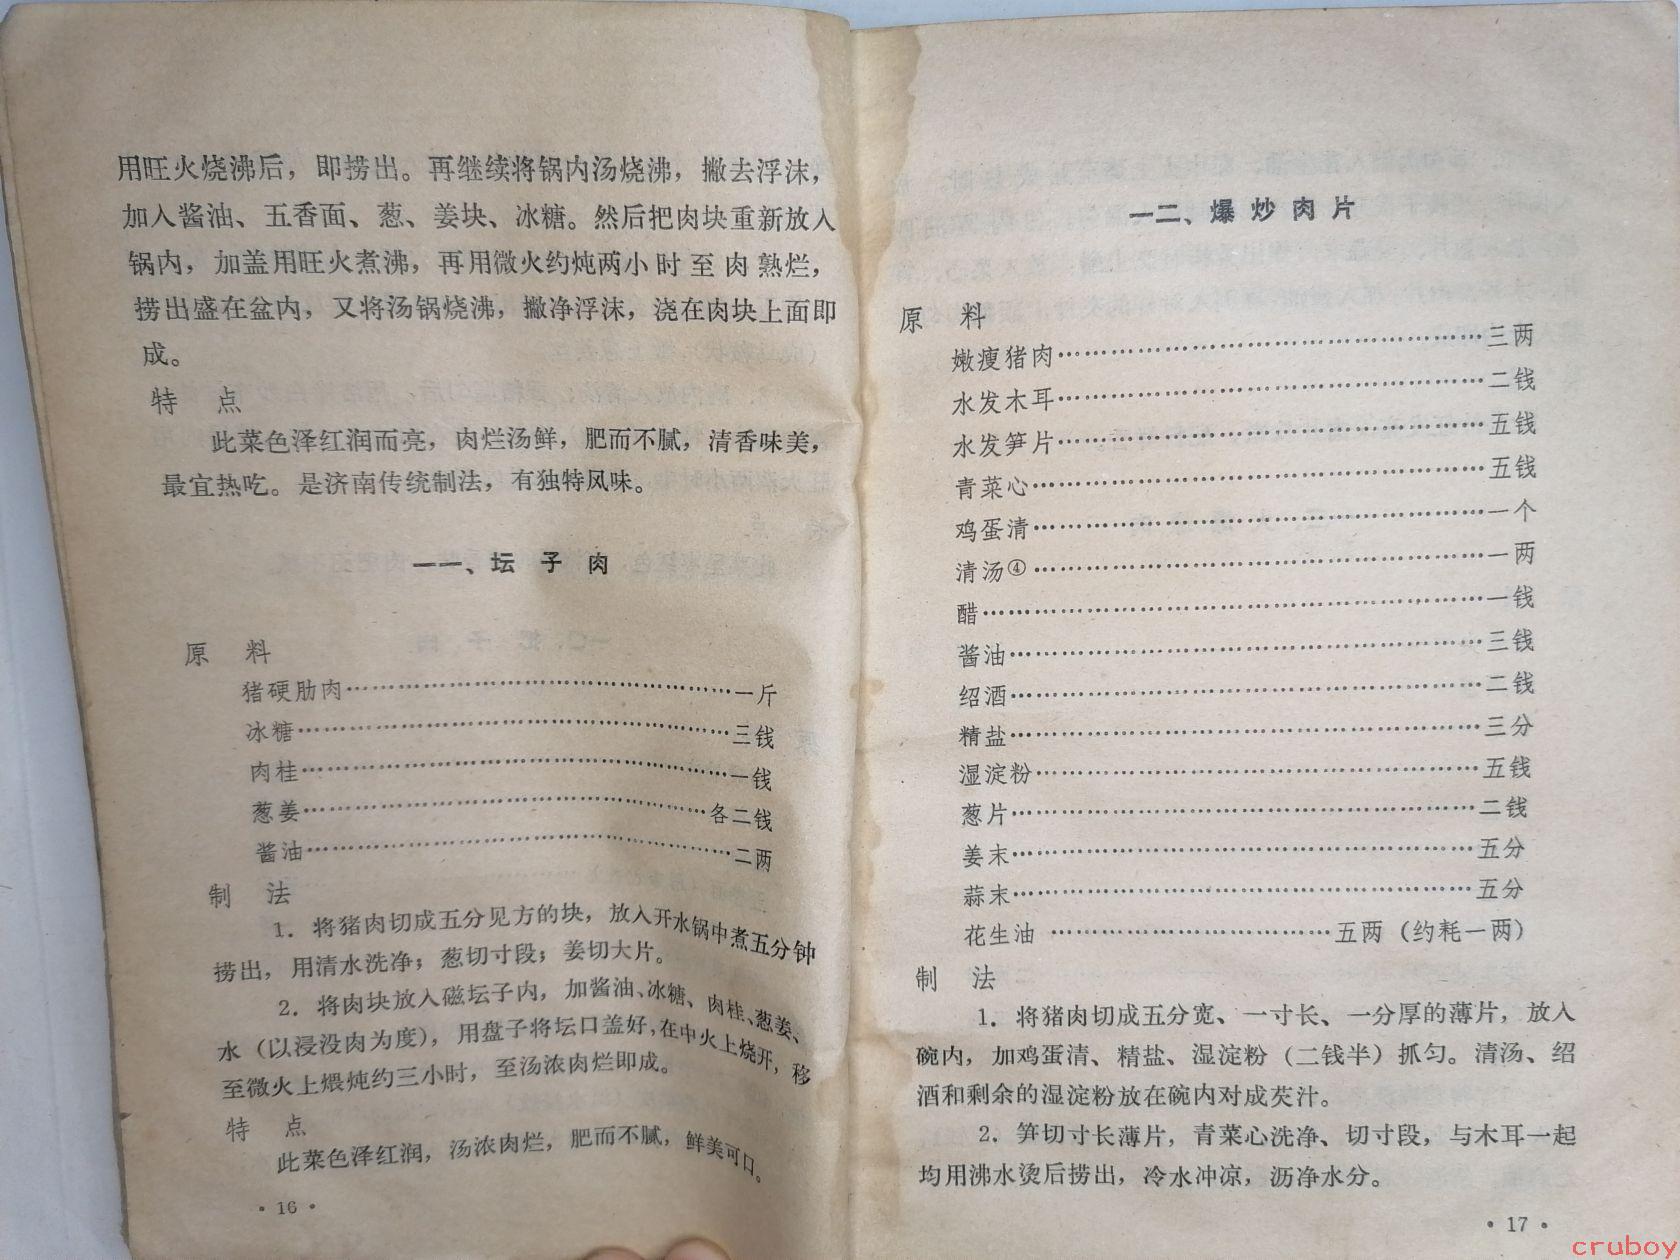 用旺火烧沸后，即捞出。再继续将锅内汤烧沸，撇去浮沫，
加入酱油、五香面、葱、姜块、冰糖。然后把肉块重新放入
锅内，加盖用旺火煮沸，再用微火约炖两小时至肉熟烂，
捞出盛在盆内，又将汤锅烧沸，撇净浮沫，浇在肉块上面即
成。
特 点
此菜色泽红润而亮，肉烂汤鲜，肥而不腻，清香味美，
最宜热吃。是济南传统制法，有独特风味。
一一、坛子肉
原 料
猪硬肋肉……………………………………一斤
冰糖……………………………………三钱
肉桂……………………………………一钱
葱姜……………………………………各二钱
酱油……………………………………二两
制 法
1．将猪肉切成五分见方的块，放入开水锅中煮五分钟
捞出，用清水洗净；葱切寸段；姜切大片。
2．将肉块放入磁坛子内，加酱油、冰糖、肉桂、葱姜、
水（以浸没肉为度），用盘子将坛口盖好，在中火上烧开，移
至微火上煨炖约三小时，至汤浓肉烂即成。
特 点
此菜色泽红润，汤浓肉烂，肥而不腻，鲜美可口。
· 16 ·
一二、爆炒肉片
原 料
嫩瘦猪肉……………………………………三两
水发木耳……………………………………二钱
水发笋片……………………………………五钱
青菜心……………………………………五钱
鸡蛋清……………………………………一个
清汤④……………………………………一两
醋……………………………………一钱
酱油……………………………………三钱
绍酒……………………………………二钱
精盐……………………………………三分
湿淀粉……………………………………五钱
葱片……………………………………二钱
姜末……………………………………五分
蒜末……………………………………五分
花生油 ……………………………五两（约耗一两）
制 法
1．将猪肉切成五分宽、一寸长、一分厚的薄片，放入
碗内，加鸡蛋清、精盐、湿淀粉（二钱半）抓匀。清汤、绍
酒和剩余的湿淀粉放在碗内对成芡汁。
2．笋切寸长薄片，青菜心洗净、切寸段，与木耳一起
均用沸水烫后捞出，冷水冲凉，沥净水分。
· 17 ·
cruboy